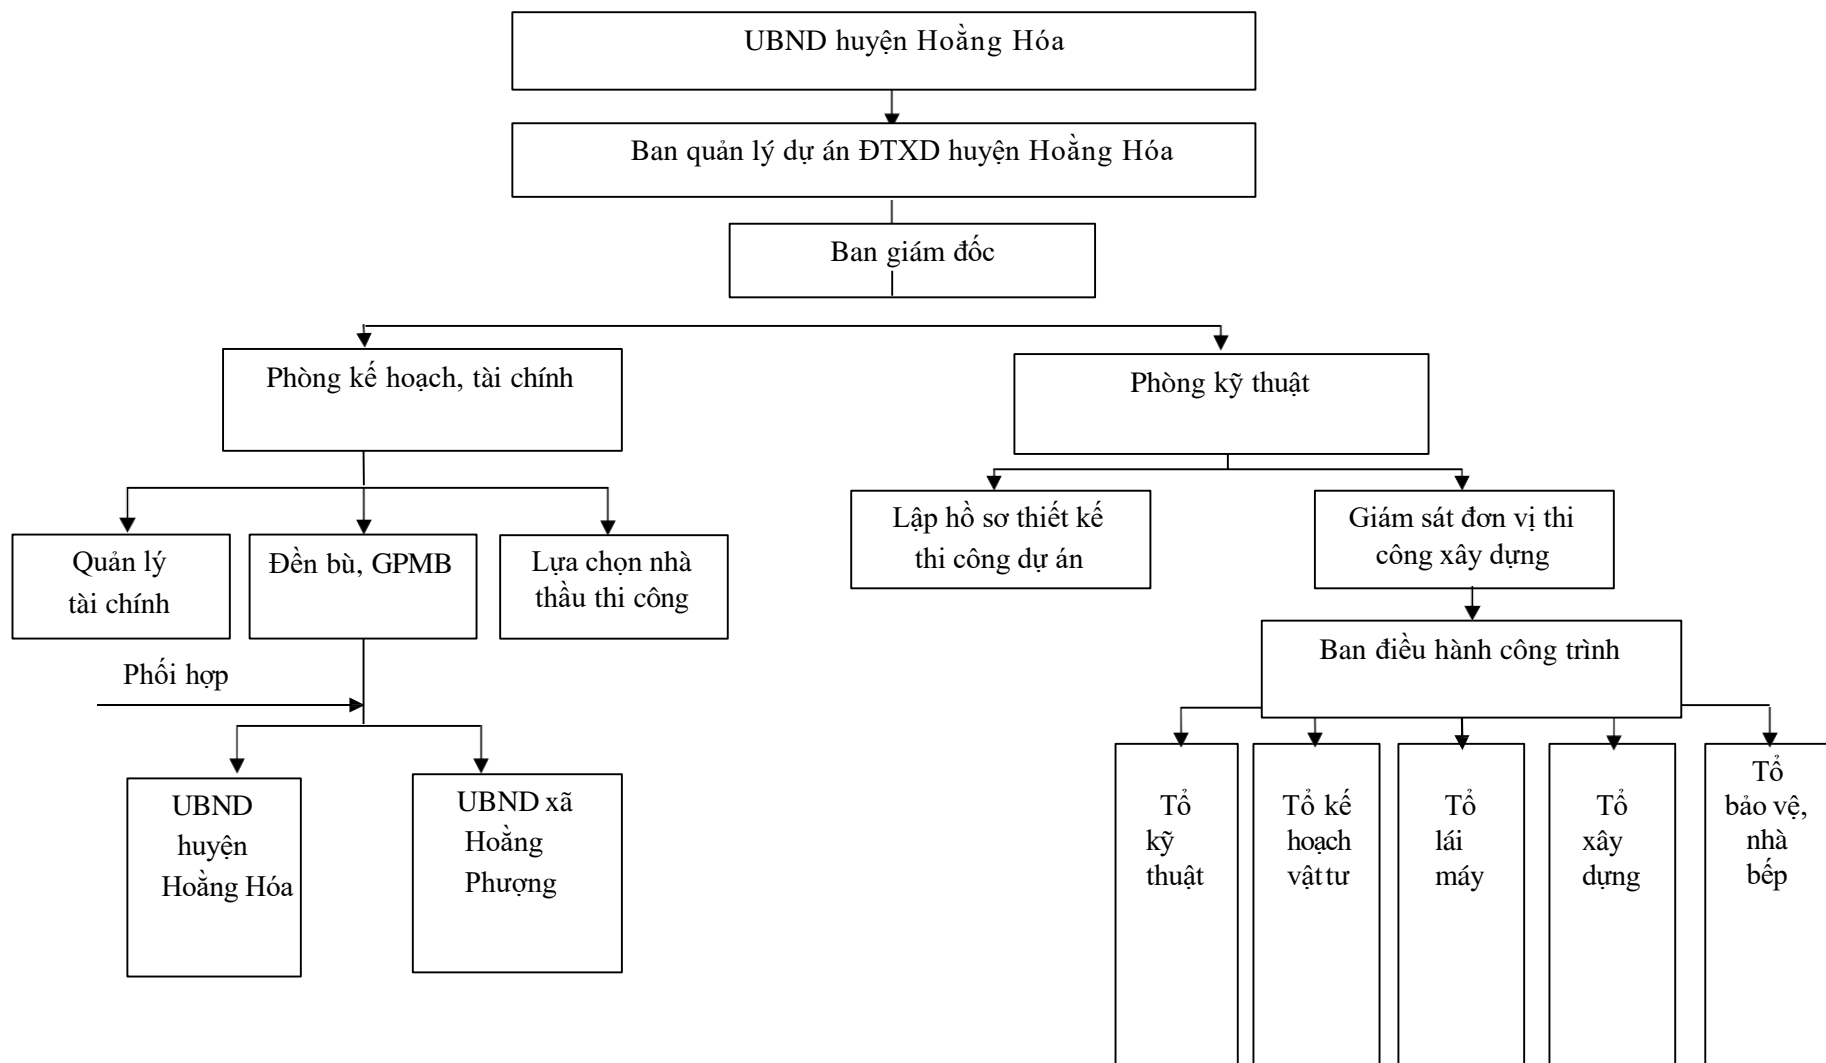 UBND huyện Hoằng Hóa
Ban quản lý dự án ĐTXD huyện Hoằng Hóa
Ban giám đốc
Phòng kế hoạch, tài chính
Phòng kỹ thuật
Quản lý
tài chính
Đền bù, GPMB
Lựa chọn nhà
thầu thi công
Lập hồ sơ thiết kế
thi công dự án
Giám sát đơn vị thi
công xây dựng
Phối hợp
Ban điều hành công trình
UBND
huyện
Hoằng Hóa
UBND xã
Hoằng
Phượng
Tổ
kỹ
thuật
Tổ kế
hoạch
vật tư
Tổ
lái
máy
Tổ
xây
dựng
Tổ
bảo vệ,
nhà
bếp